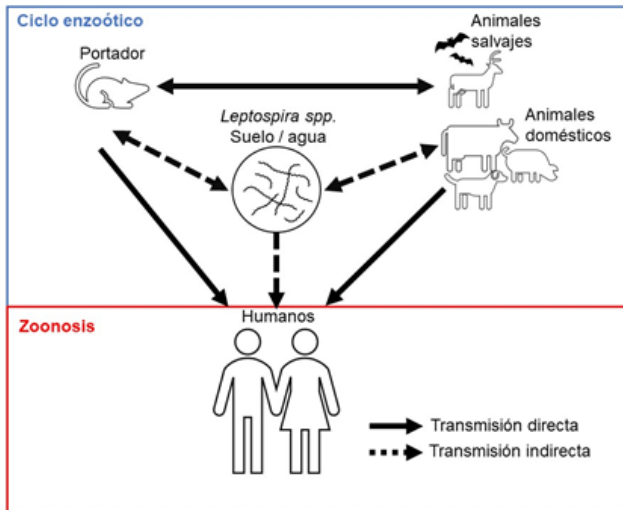 Ciclo enzoótico
Portador
Animales
salvajes
Leptospira spp.
Suelo / agua
Animales
domésticos
Zoonosis
Humanos
Transmisión directa
Transmisión indirecta